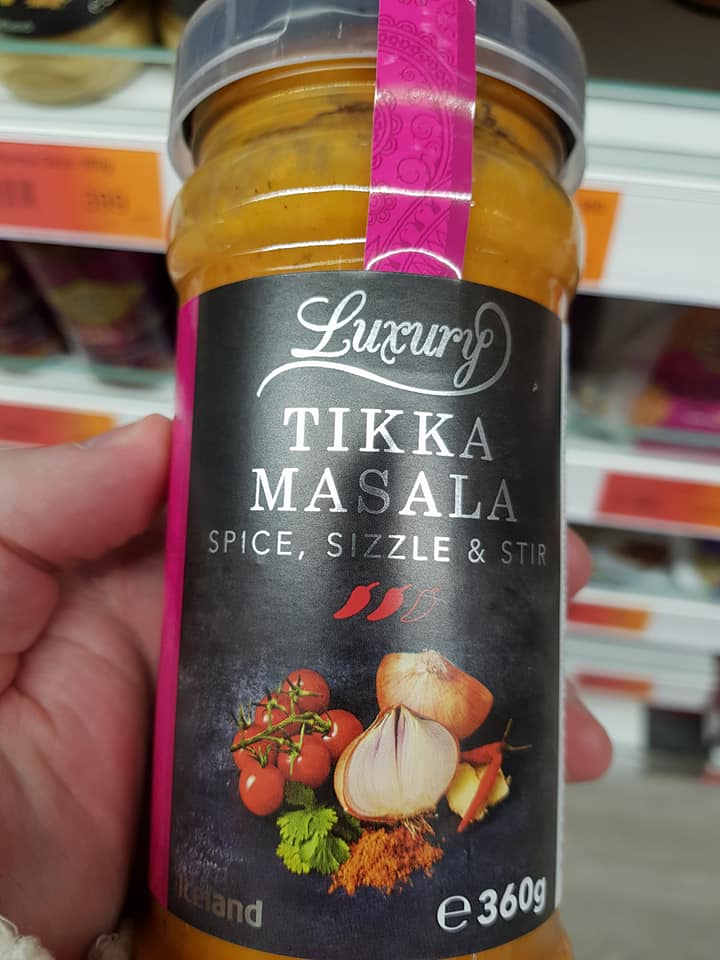 Luxury
TIKKA
MASALA
SPICE, SIZZLE & STIR
Iceland
℮360g